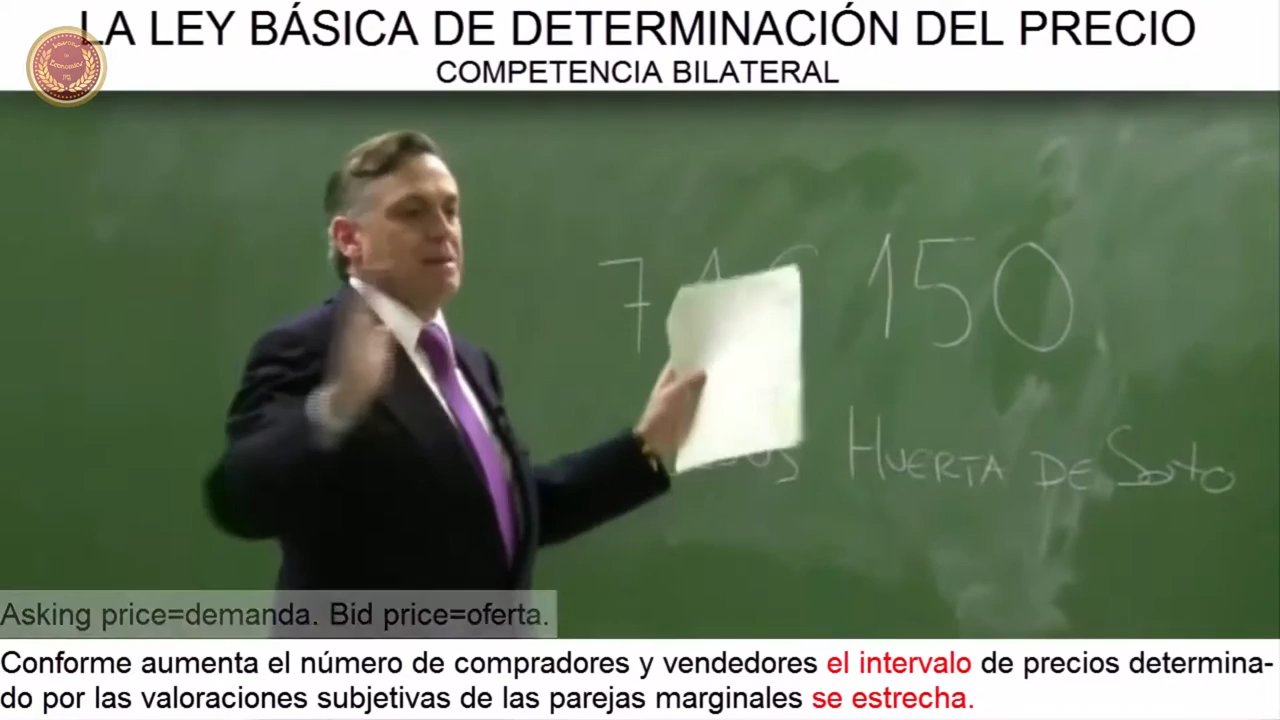 LA LEY BÁSICA DE DETERMINACIÓN DEL PRECIO
COMPETENCIA BILATERAL
150
HUERTA DE Soto
Asking price=demanda. Bid price=oferta.
Conforme aumenta el número de compradores y vendedores el intervalo de precios determina-
do por las valoraciones subjetivas de las parejas marginales se estrecha.